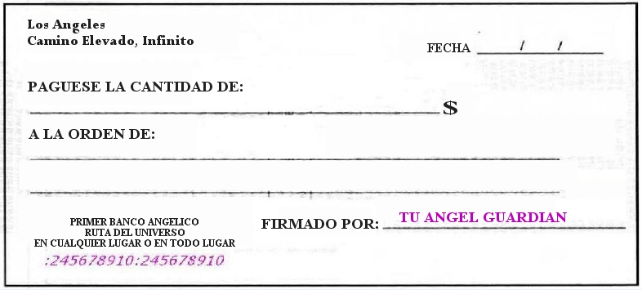 Los Angeles
Camino Elevado, Infinito
FECHA / /
PAGUESE LA CANTIDAD DE:
$
A LA ORDEN DE:
PRIMER BANCO ANGELICO
RUTA DEL UNIVERSO
EN CUALQUIER LUGAR O EN TODO LUGAR
:245678910:245678910
FIRMADO POR: TU ANGEL GUARDIAN